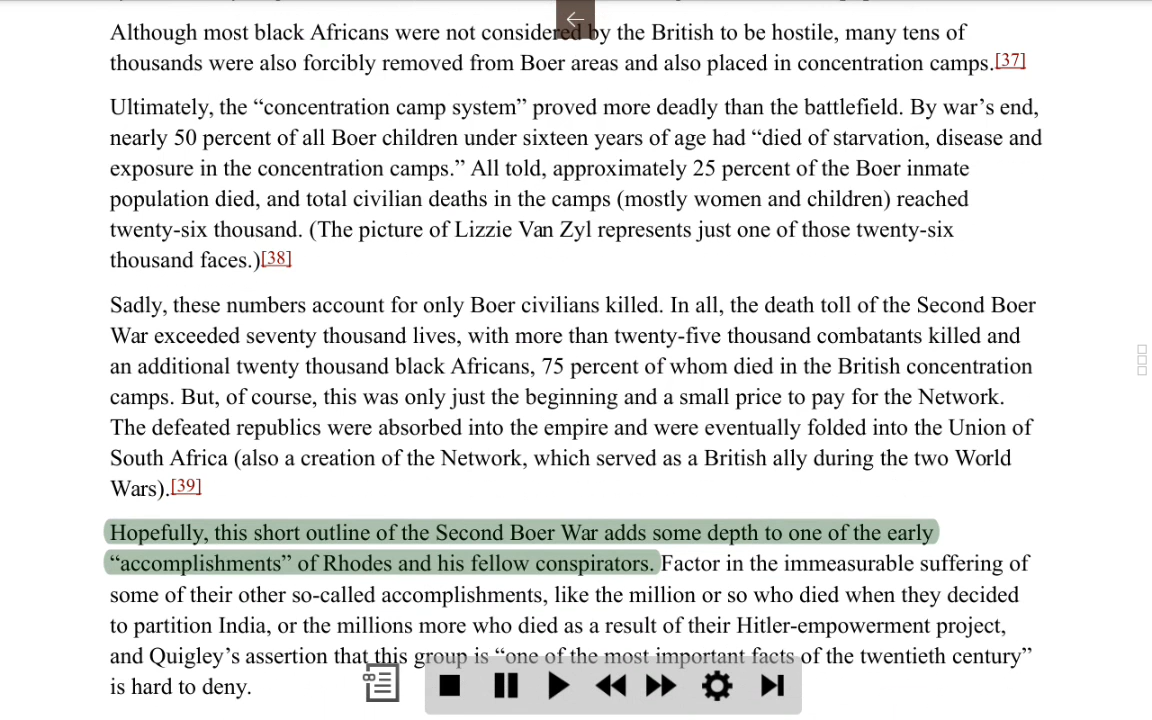 Although most black Africans were not considered by the British to be hostile, many tens of
thousands were also forcibly removed from Boer areas and also placed in concentration camps.[37]
Ultimately, the “concentration camp system” proved more deadly than the battlefield. By war’s end,
nearly 50 percent of all Boer children under sixteen years of age had “died of starvation, disease and
exposure in the concentration camps.” All told, approximately 25 percent of the Boer inmate
population died, and total civilian deaths in the camps (mostly women and children) reached
twenty-six thousand. (The picture of Lizzie Van Zyl represents just one of those twenty-six
thousand faces.)[38]
Sadly, these numbers account for only Boer civilians killed. In all, the death toll of the Second Boer
War exceeded seventy thousand lives, with more than twenty-five thousand combatants killed and
an additional twenty thousand black Africans, 75 percent of whom died in the British concentration
camps. But, of course, this was only just the beginning and a small price to pay for the Network.
The defeated republics were absorbed into the empire and were eventually folded into the Union of
South Africa (also a creation of the Network, which served as a British ally during the two World
Wars).[39]
Hopefully, this short outline of the Second Boer War adds some depth to one of the early
“accomplishments” of Rhodes and his fellow conspirators. Factor in the immeasurable suffering of
some of their other so-called accomplishments, like the million or so who died when they decided
to partition India, or the millions more who died as a result of their Hitler-empowerment project,
and Quigley’s assertion that this group is “one of the most important facts of the twentieth century”
is hard to deny.